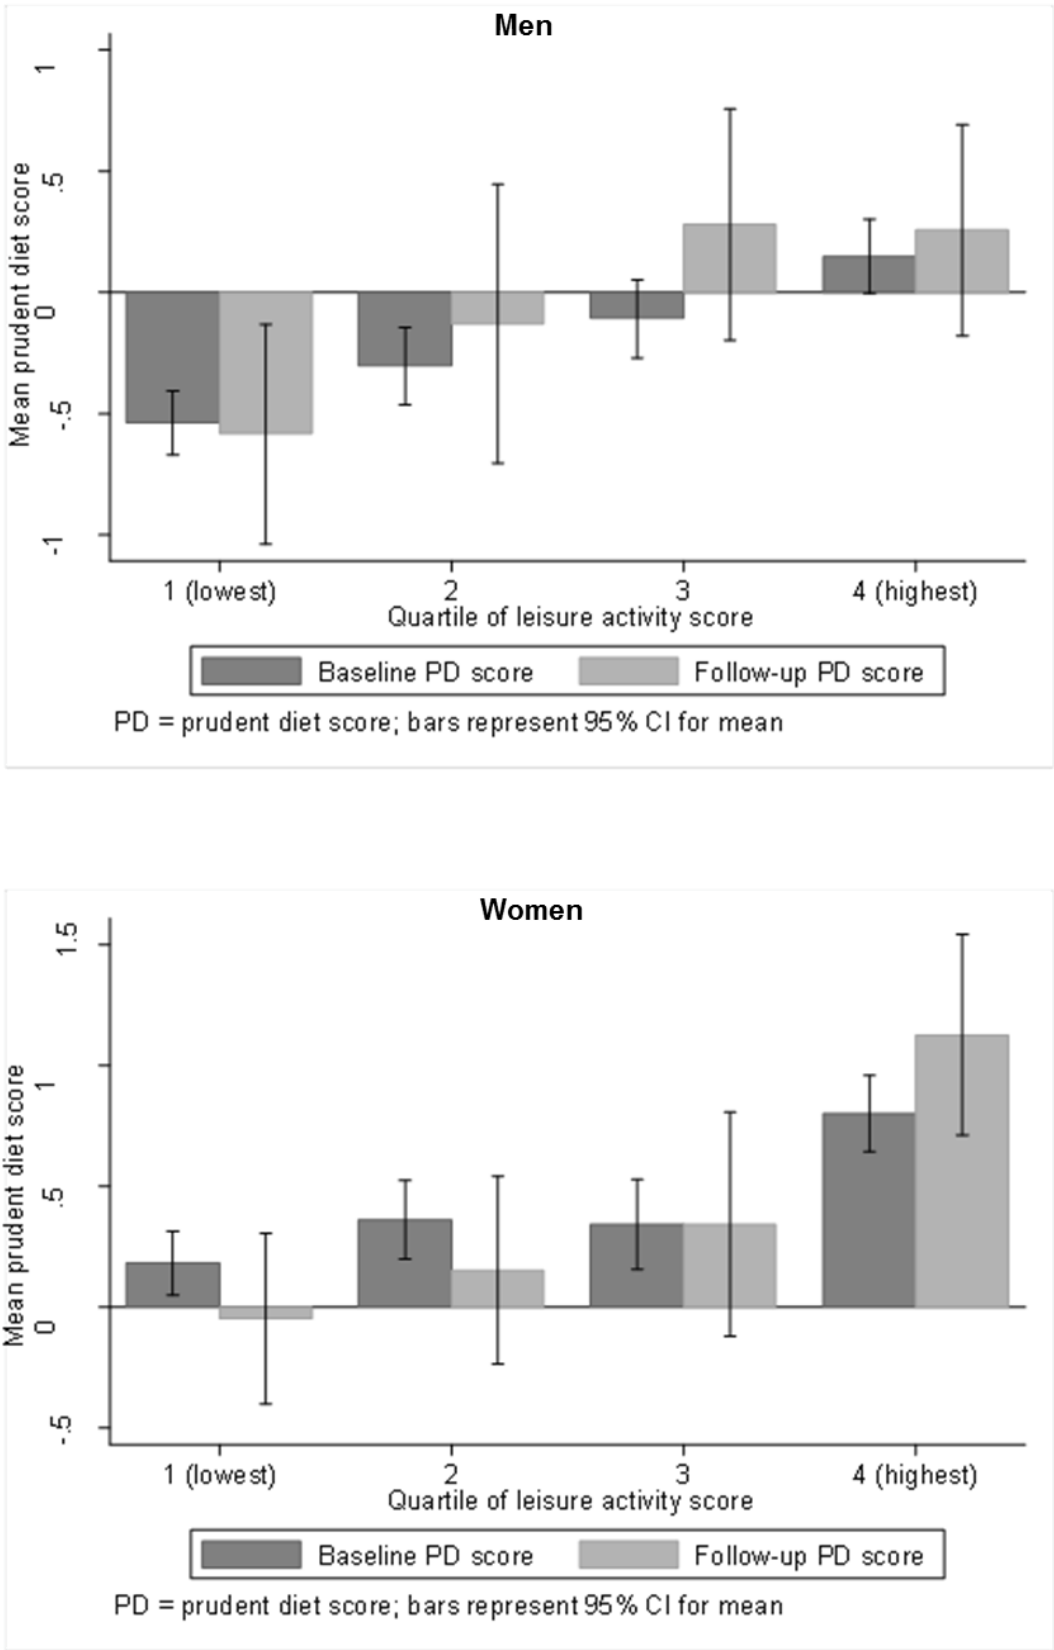 Men
Mean prudent diet score
1
.5
0
-.5
-1
1 (lowest) 2 3 4 (highest)
Quartile of leisure activity score
Baseline PD score Follow-up PD score
PD = prudent diet score; bars represent 95% CI for mean
Women
Mean prudent diet score
1.5
1
.5
0
-.5
1 (lowest) 2 3 4 (highest)
Quartile of leisure activity score
Baseline PD score Follow-up PD score
PD = prudent diet score; bars represent 95% CI for mean